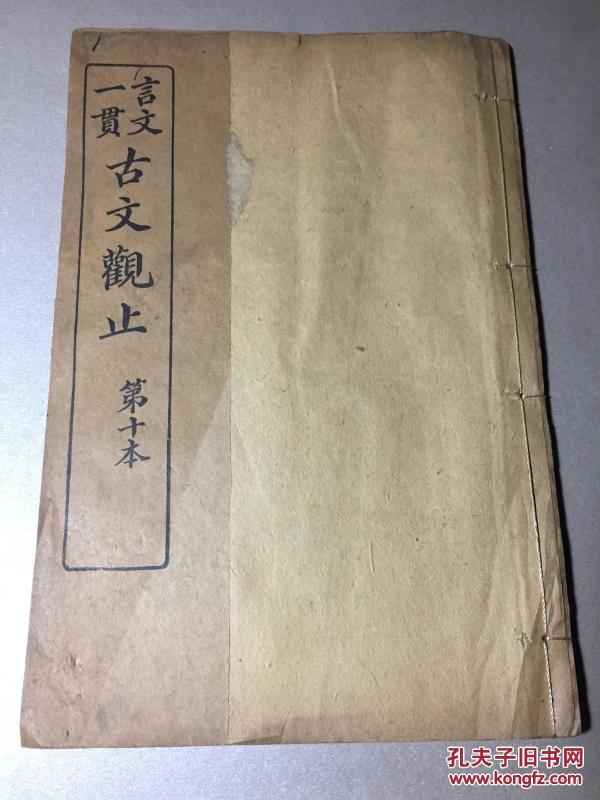 言文
一貫
古文觀止
第十本
孔夫子旧书网
www.kongfz.com